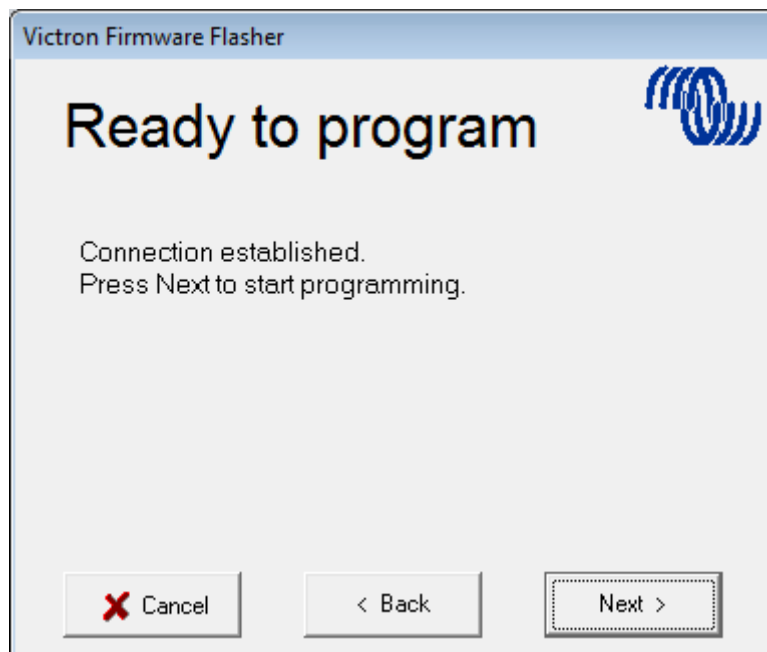 Victron Firmware Flasher
Ready to program
Connection established.
Press Next to start programming.
Cancel
< Back
Next >